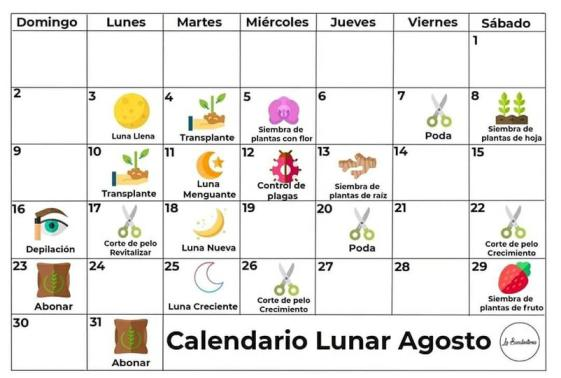 Domingo Lunes Martes Miércoles Jueves Viernes Sábado
1
2 3 4 5 6 7 8
Luna Llena Transplante Siembra de Poda Siembra de
plantas con flor plantas de hoja
9 10 11 12 13 14 15
Transplante Luna Control de Siembra de
Menguante plagas plantas de raíz
16 17 18 19 20 21 22
Depilación Corte de pelo Luna Nueva Poda Corte de pelo
Revitalizar Crecimiento
23 24 25 26 27 28 29
Abonar Luna Creciente Corte de pelo Siembra de
Crecimiento plantas de fruto
30 31
Abonar
Calendario Lunar Agosto